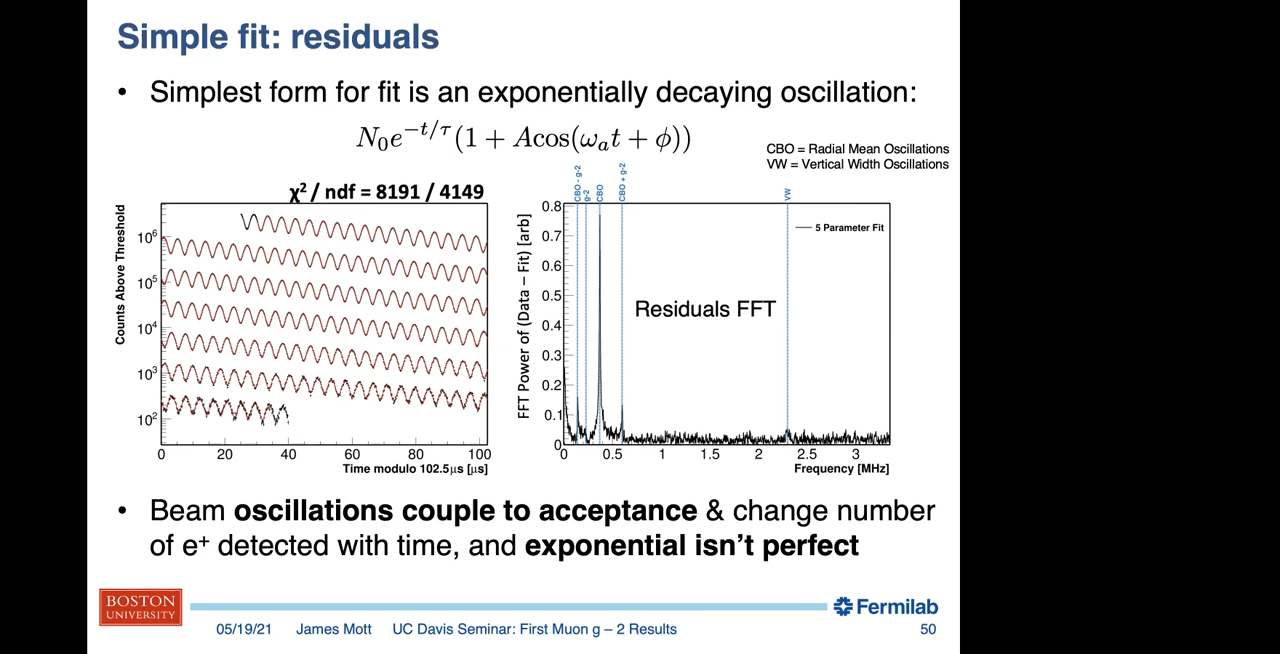 Simple fit: residuals
• Simplest form for fit is an exponentially decaying oscillation:
N₀e^{−t/τ}(1 + Acos(ωₐt + ϕ))
CBO = Radial Mean Oscillations
VW = Vertical Width Oscillations
χ² / ndf = 8191 / 4149
Counts Above Threshold
10⁶
10⁵
10⁴
10³
10²
0 20 40 60 80 100
Time modulo 102.5μs [μs]
CBO - g-2
g-2
CBO
CBO + g-2
VW
FFT Power of (Data – Fit) [arb]
0.8
0.7
0.6
0.5
0.4
0.3
0.2
0.1
0
5 Parameter Fit
Residuals FFT
0 0.5 1 1.5 2 2.5 3
Frequency [MHz]
• Beam oscillations couple to acceptance & change number
of e⁺ detected with time, and exponential isn’t perfect
BOSTON
UNIVERSITY
Fermilab
05/19/21 James Mott UC Davis Seminar: First Muon g – 2 Results 50